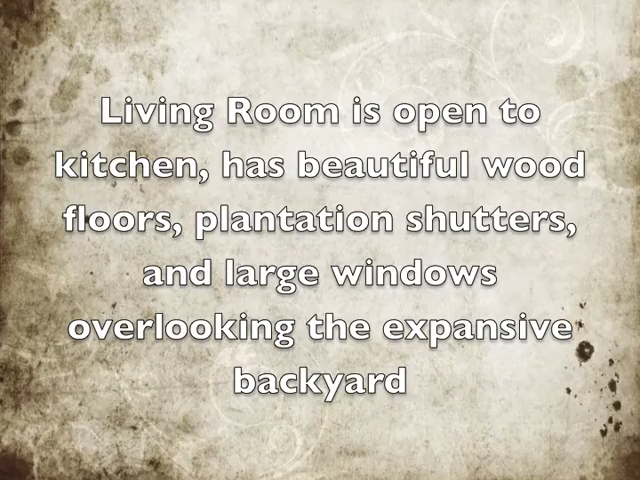 Living Room is open to
kitchen, has beautiful wood
floors, plantation shutters,
and large windows
overlooking the expansive
backyard